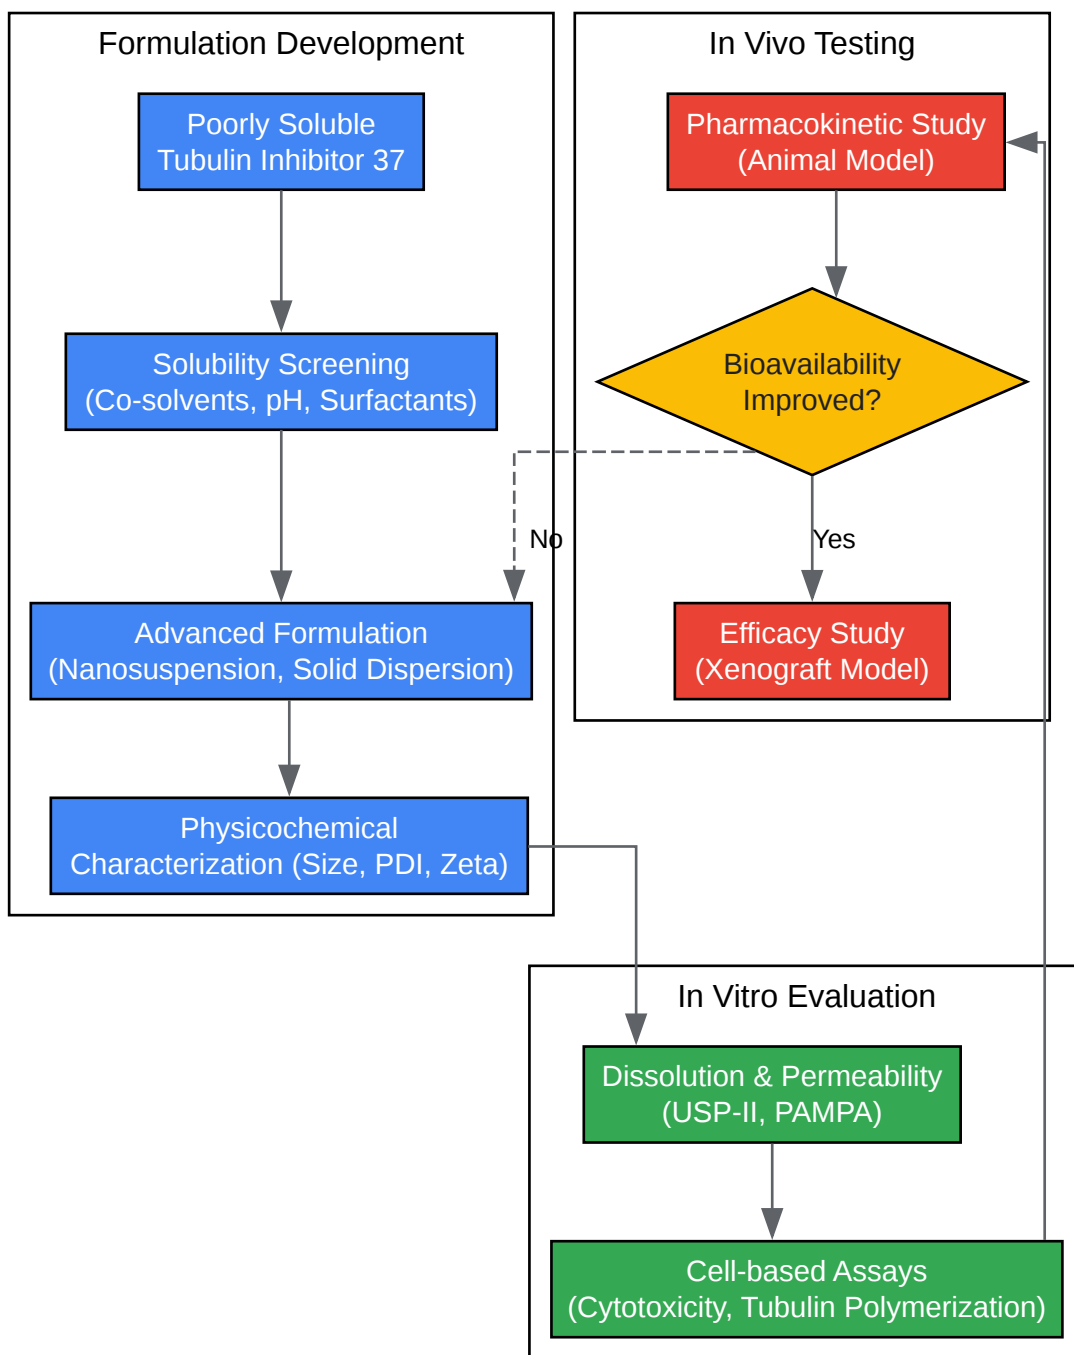 Formulation Development
Poorly Soluble
Tubulin Inhibitor 37
Solubility Screening
(Co-solvents, pH, Surfactants)
No
Advanced Formulation
(Nanosuspension, Solid Dispersion)
Physicochemical
Characterization (Size, PDI, Zeta)
In Vivo Testing
Pharmacokinetic Study
(Animal Model)
Bioavailability
Improved?
Yes
Efficacy Study
(Xenograft Model)
In Vitro Evaluation
Dissolution & Permeability
(USP-II, PAMPA)
Cell-based Assays
(Cytotoxicity, Tubulin Polymerization)